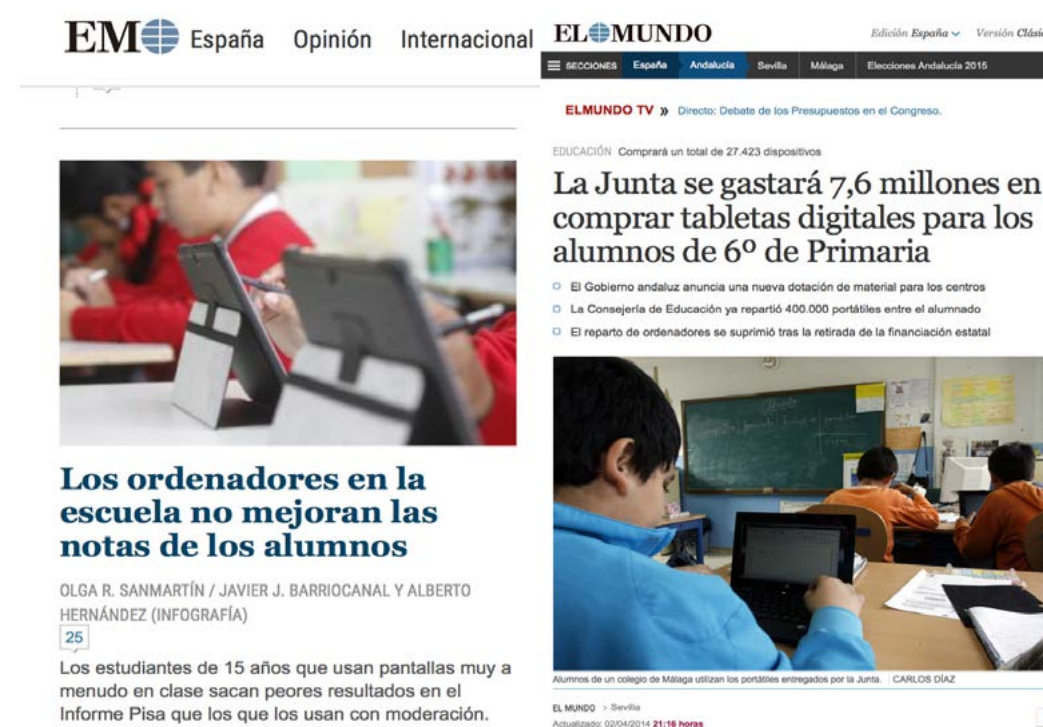 EM España Opinión Internacional
Los ordenadores en la
escuela no mejoran las
notas de los alumnos
OLGA R. SANMARTÍN / JAVIER J. BARRIOCANAL Y ALBERTO
HERNÁNDEZ (INFOGRAFÍA)
25
Los estudiantes de 15 años que usan pantallas muy a
menudo en clase sacan peores resultados en el
Informe Pisa que los que los usan con moderación.
EL MUNDO
Edición España Versión Clási
SECCIONES España Andalucía Sevilla Málaga Elecciones Andalucía 2015
ELMUNDO TV » Directo: Debate de los Presupuestos en el Congreso.
EDUCACIÓN Comprará un total de 27.423 dispositivos
La Junta se gastará 7,6 millones en
comprar tabletas digitales para los
alumnos de 6º de Primaria
El Gobierno andaluz anuncia una nueva dotación de material para los centros
La Consejería de Educación ya repartió 400.000 portátiles entre el alumnado
El reparto de ordenadores se suprimió tras la retirada de la financiación estatal
Alumnos de un colegio de Málaga utilizan los portátiles entregados por la Junta. CARLOS DÍAZ
EL MUNDO > Sevilla
Actualizado: 02/04/2014 21:16 horas